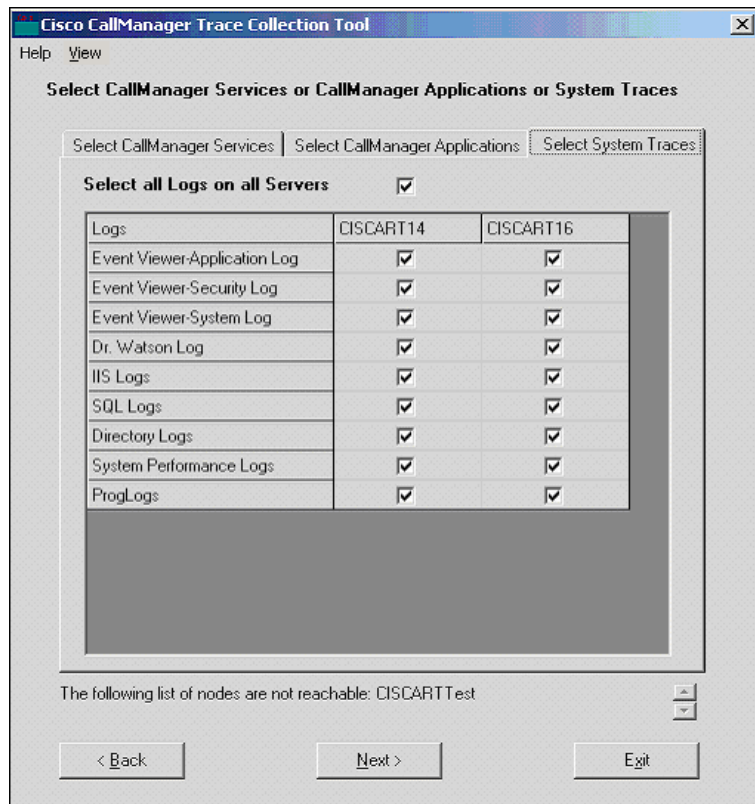 Cisco CallManager Trace Collection Tool
Help View
Select CallManager Services or CallManager Applications or System Traces
Select CallManager Services Select CallManager Applications Select System Traces
Select all Logs on all Servers
Logs CISCART14 CISCART16
Event Viewer-Application Log
Event Viewer-Security Log
Event Viewer-System Log
Dr. Watson Log
IIS Logs
SQL Logs
Directory Logs
System Performance Logs
ProgLogs
The following list of nodes are not reachable: CISCARTTest
< Back Next > Exit